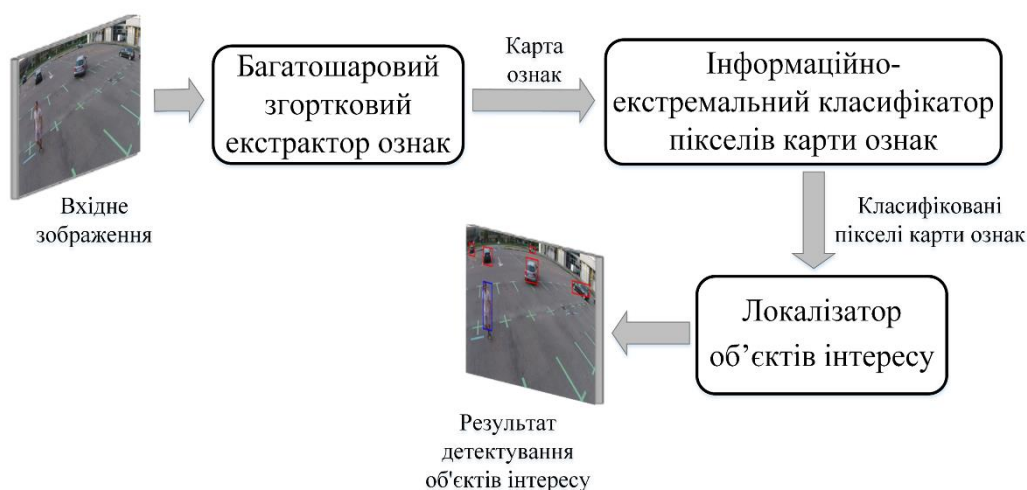 Вхідне
зображення
Багатошаровий
згортковий
екстрактор ознак
Карта
ознак
Інформаційно-
екстремальний класифікатор
пікселів карти ознак
Класифіковані
пікселі карти ознак
Локалізатор
об’єктів інтересу
Результат
детектування
об'єктів інтересу